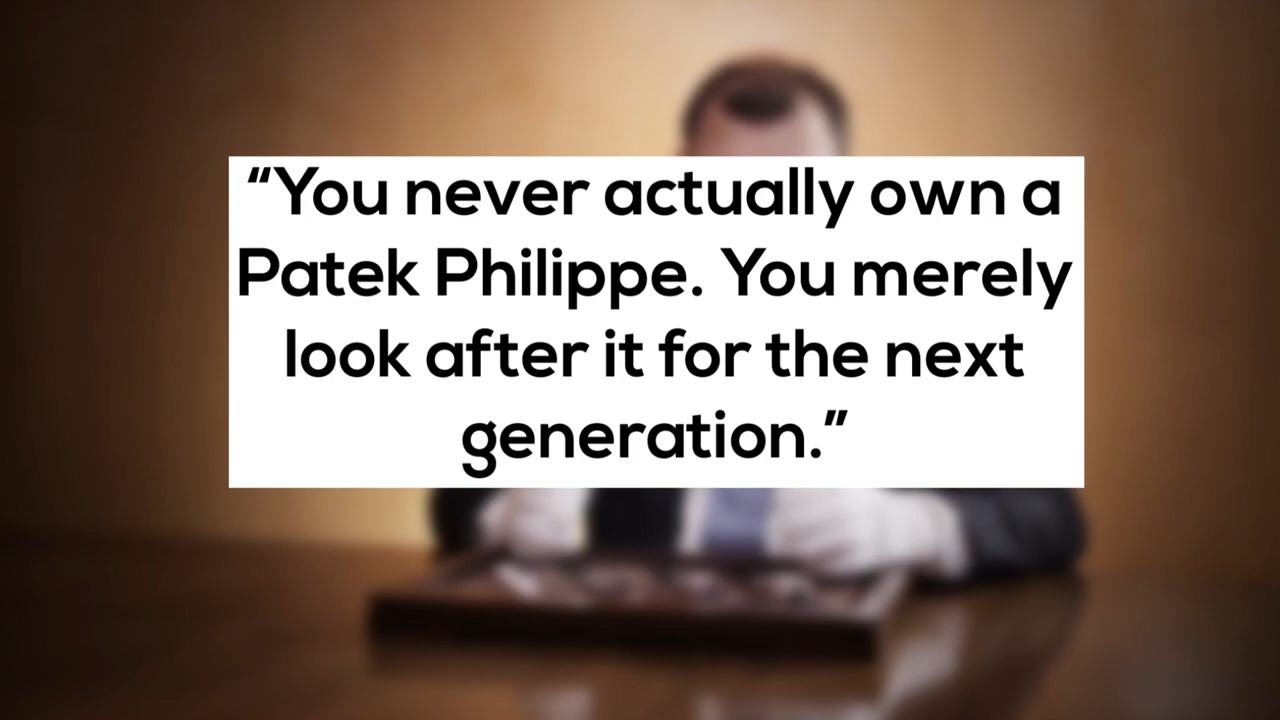 “You never actually own a
Patek Philippe. You merely
look after it for the next
generation.”